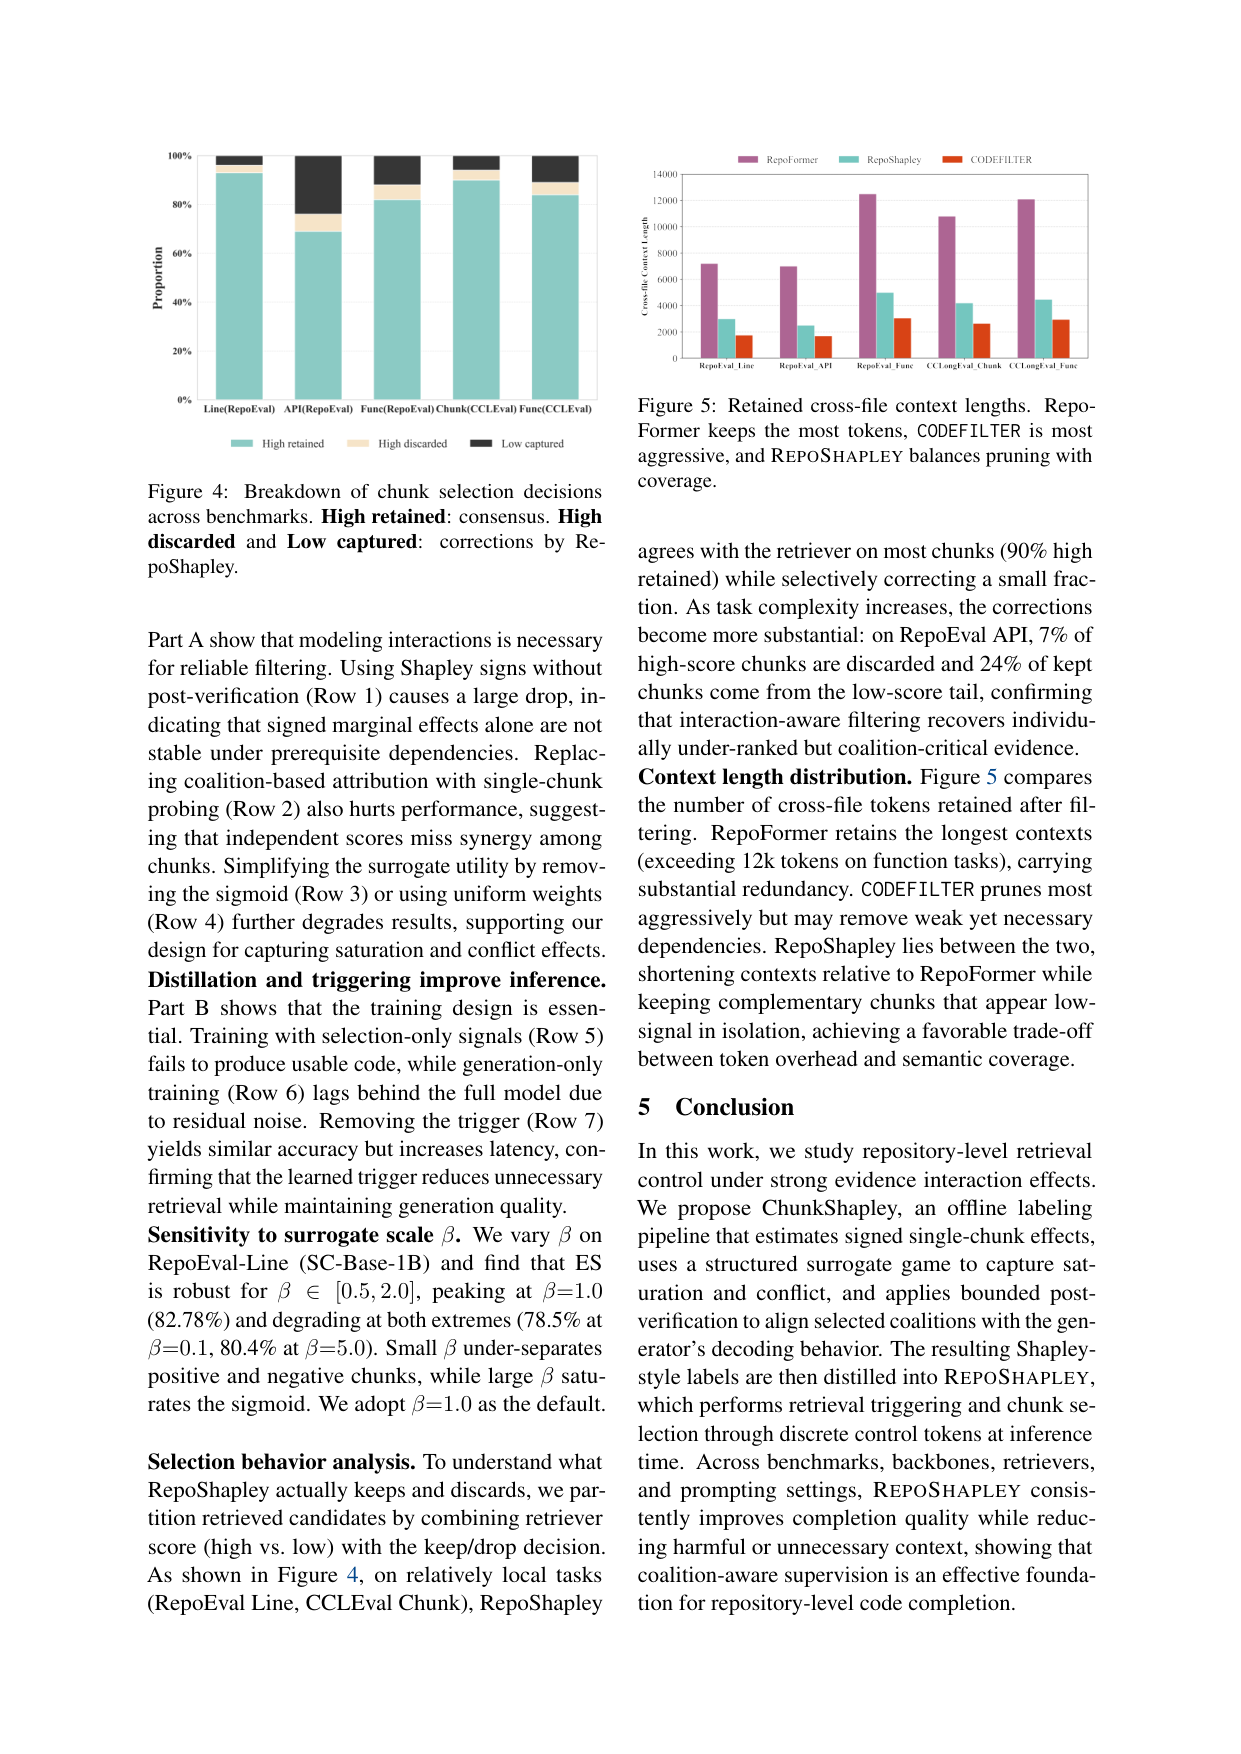 100%
80%
60%
40%
20%
0%
Proportion
Line(RepoEval) API(RepoEval) Func(RepoEval) Chunk(CCLEval) Func(CCLEval)
High retained High discarded Low captured
Figure 4: Breakdown of chunk selection decisions
across benchmarks. High retained: consensus. High
discarded and Low captured: corrections by Re-
poShapley.
Part A show that modeling interactions is necessary
for reliable filtering. Using Shapley signs without
post-verification (Row 1) causes a large drop, in-
dicating that signed marginal effects alone are not
stable under prerequisite dependencies. Replac-
ing coalition-based attribution with single-chunk
probing (Row 2) also hurts performance, suggest-
ing that independent scores miss synergy among
chunks. Simplifying the surrogate utility by remov-
ing the sigmoid (Row 3) or using uniform weights
(Row 4) further degrades results, supporting our
design for capturing saturation and conflict effects.
Distillation and triggering improve inference.
Part B shows that the training design is essen-
tial. Training with selection-only signals (Row 5)
fails to produce usable code, while generation-only
training (Row 6) lags behind the full model due
to residual noise. Removing the trigger (Row 7)
yields similar accuracy but increases latency, con-
firming that the learned trigger reduces unnecessary
retrieval while maintaining generation quality.
Sensitivity to surrogate scale β. We vary β on
RepoEval-Line (SC-Base-1B) and find that ES
is robust for β ∈ [0.5, 2.0], peaking at β=1.0
(82.78%) and degrading at both extremes (78.5% at
β=0.1, 80.4% at β=5.0). Small β under-separates
positive and negative chunks, while large β satu-
rates the sigmoid. We adopt β=1.0 as the default.
Selection behavior analysis. To understand what
RepoShapley actually keeps and discards, we par-
tition retrieved candidates by combining retriever
score (high vs. low) with the keep/drop decision.
As shown in Figure 4, on relatively local tasks
(RepoEval Line, CCLEval Chunk), RepoShapley
RepoFormer RepoShapley CODEFILTER
14000
12000
10000
8000
6000
4000
2000
0
Cross-file Context Length
RepoEval_Line RepoEval_API RepoEval_Func CCLongEval_Chunk CCLongEval_Func
Figure 5: Retained cross-file context lengths. Repo-
Former keeps the most tokens, CODEFILTER is most
aggressive, and REPOSHAPLEY balances pruning with
coverage.
agrees with the retriever on most chunks (90% high
retained) while selectively correcting a small frac-
tion. As task complexity increases, the corrections
become more substantial: on RepoEval API, 7% of
high-score chunks are discarded and 24% of kept
chunks come from the low-score tail, confirming
that interaction-aware filtering recovers individu-
ally under-ranked but coalition-critical evidence.
Context length distribution. Figure 5 compares
the number of cross-file tokens retained after fil-
tering. RepoFormer retains the longest contexts
(exceeding 12k tokens on function tasks), carrying
substantial redundancy. CODEFILTER prunes most
aggressively but may remove weak yet necessary
dependencies. RepoShapley lies between the two,
shortening contexts relative to RepoFormer while
keeping complementary chunks that appear low-
signal in isolation, achieving a favorable trade-off
between token overhead and semantic coverage.
5 Conclusion
In this work, we study repository-level retrieval
control under strong evidence interaction effects.
We propose ChunkShapley, an offline labeling
pipeline that estimates signed single-chunk effects,
uses a structured surrogate game to capture sat-
uration and conflict, and applies bounded post-
verification to align selected coalitions with the gen-
erator's decoding behavior. The resulting Shapley-
style labels are then distilled into REPOSHAPLEY,
which performs retrieval triggering and chunk se-
lection through discrete control tokens at inference
time. Across benchmarks, backbones, retrievers,
and prompting settings, REPOSHAPLEY consis-
tently improves completion quality while reduc-
ing harmful or unnecessary context, showing that
coalition-aware supervision is an effective founda-
tion for repository-level code completion.